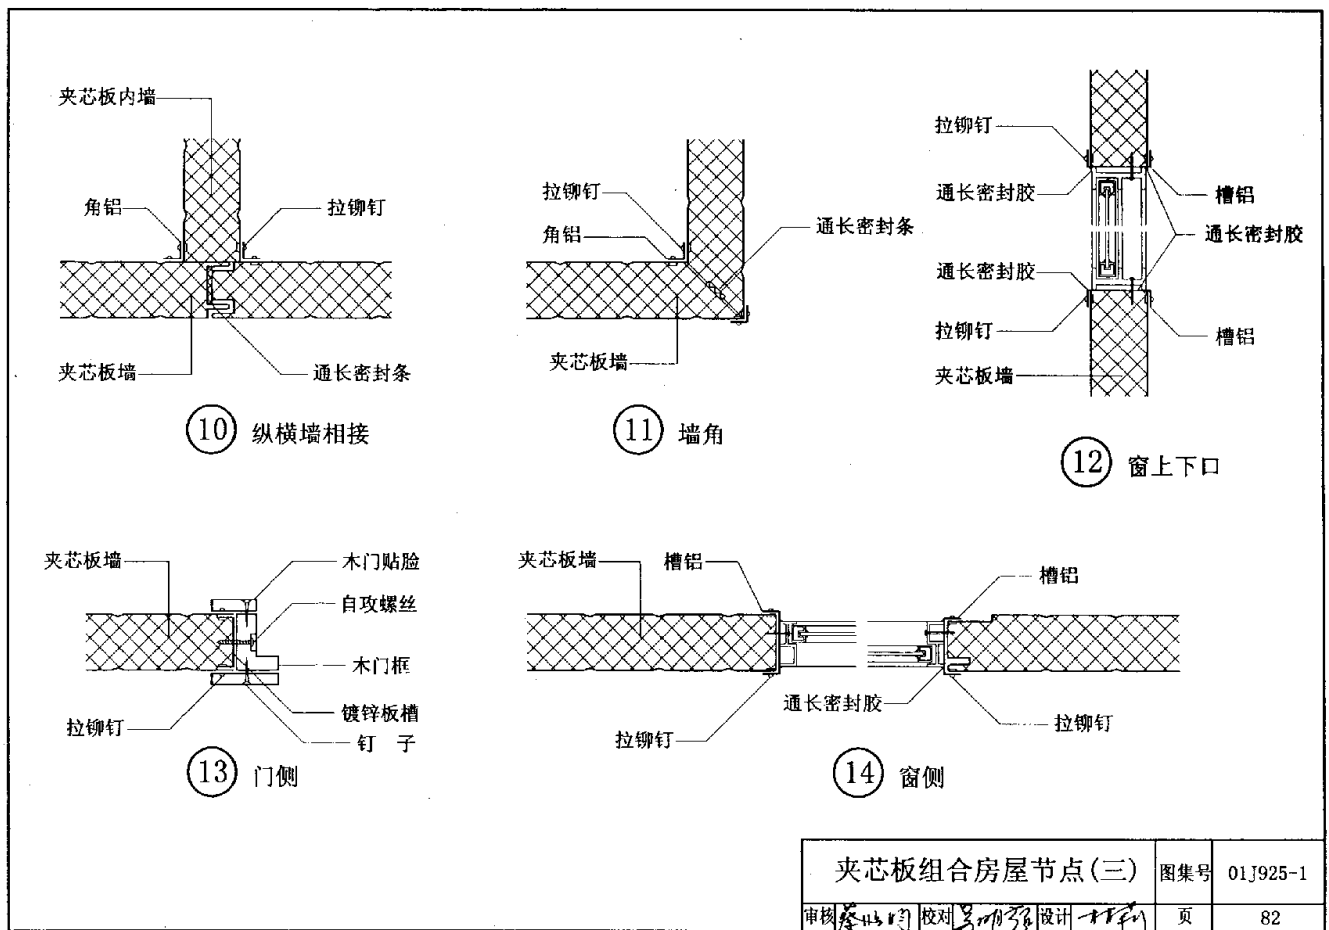 夹芯板内墙
角铝
拉铆钉
夹芯板墙
通长密封条
10 纵横墙相接
拉铆钉
角铝
通长密封条
夹芯板墙
11 墙角
拉铆钉
通长密封胶
槽铝
通长密封胶
通长密封胶
拉铆钉
槽铝
夹芯板墙
12 窗上下口
夹芯板墙
木门贴脸
自攻螺丝
木门框
镀锌板槽
拉铆钉
钉 子
13 门侧
夹芯板墙
槽铝
槽铝
通长密封胶
拉铆钉
拉铆钉
14 窗侧
夹芯板组合房屋节点(三) 图集号 01J925-1
审核 校对 设计 页 82